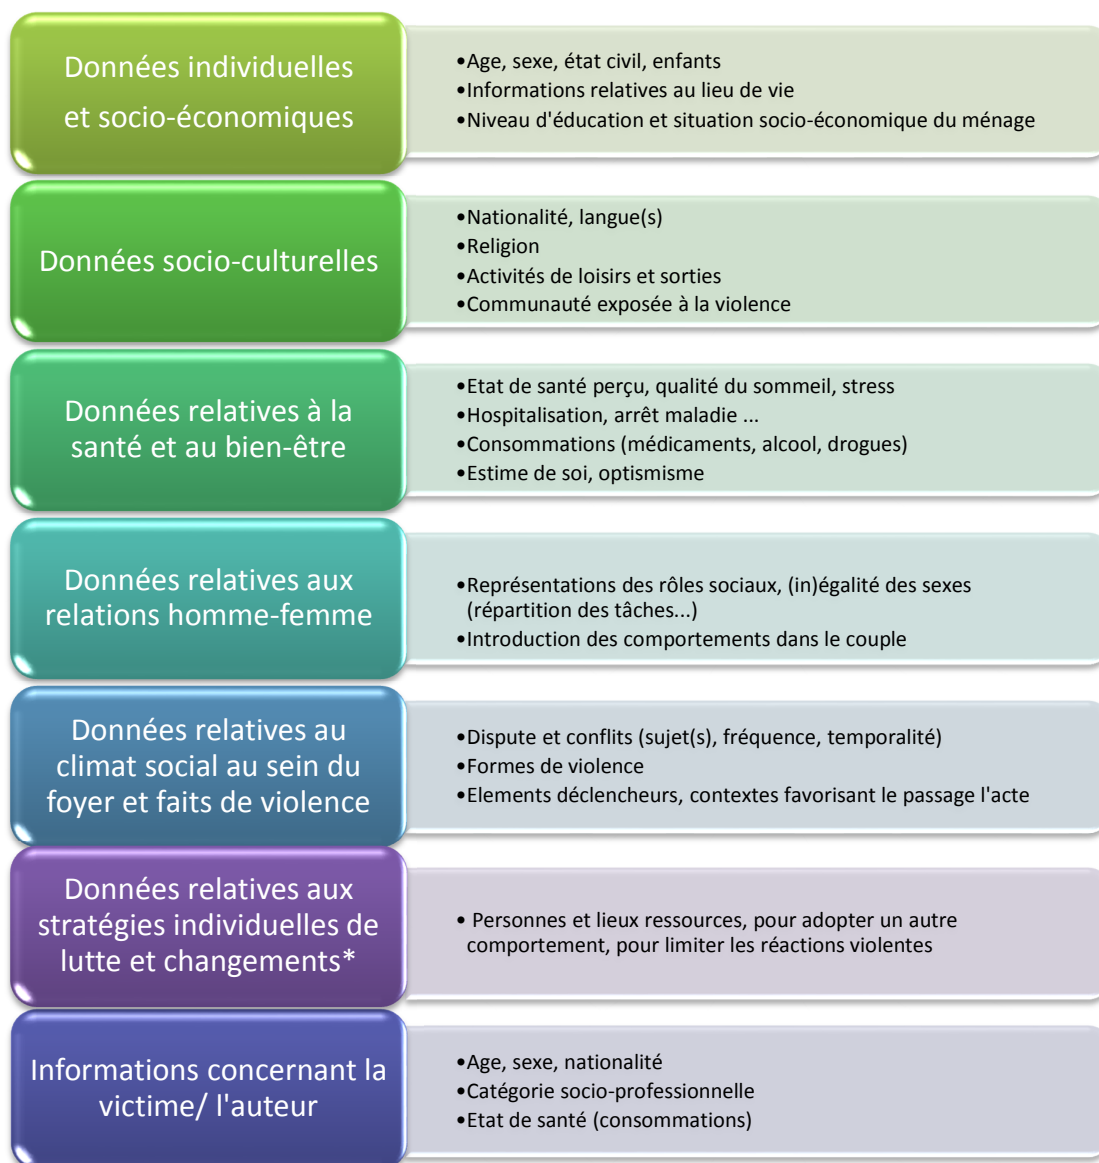 Données individuelles
et socio-économiques
•Age, sexe, état civil, enfants
•Informations relatives au lieu de vie
•Niveau d'éducation et situation socio-économique du ménage
Données socio-culturelles
•Nationalité, langue(s)
•Religion
•Activités de loisirs et sorties
•Communauté exposée à la violence
Données relatives à la
santé et au bien-être
•Etat de santé perçu, qualité du sommeil, stress
•Hospitalisation, arrêt maladie ...
•Consommations (médicaments, alcool, drogues)
•Estime de soi, optismisme
Données relatives aux
relations homme-femme
•Représentations des rôles sociaux, (in)égalité des sexes
(répartition des tâches...)
•Introduction des comportements dans le couple
Données relatives au
climat social au sein du
foyer et faits de violence
•Dispute et conflits (sujet(s), fréquence, temporalité)
•Formes de violence
•Elements déclencheurs, contextes favorisant le passage l'acte
Données relatives aux
stratégies individuelles de
lutte et changements*
• Personnes et lieux ressources, pour adopter un autre
comportement, pour limiter les réactions violentes
Informations concernant la
victime/ l'auteur
•Age, sexe, nationalité
•Catégorie socio-professionnelle
•Etat de santé (consommations)